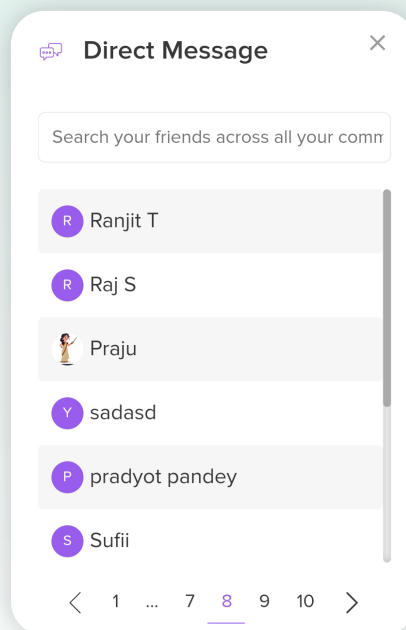 Direct Message
Search your friends across all your comm
R Ranjit T
R Raj S
Praju
Y sadasd
P pradyot pandey
S Sufii
1 ... 7 8 9 10